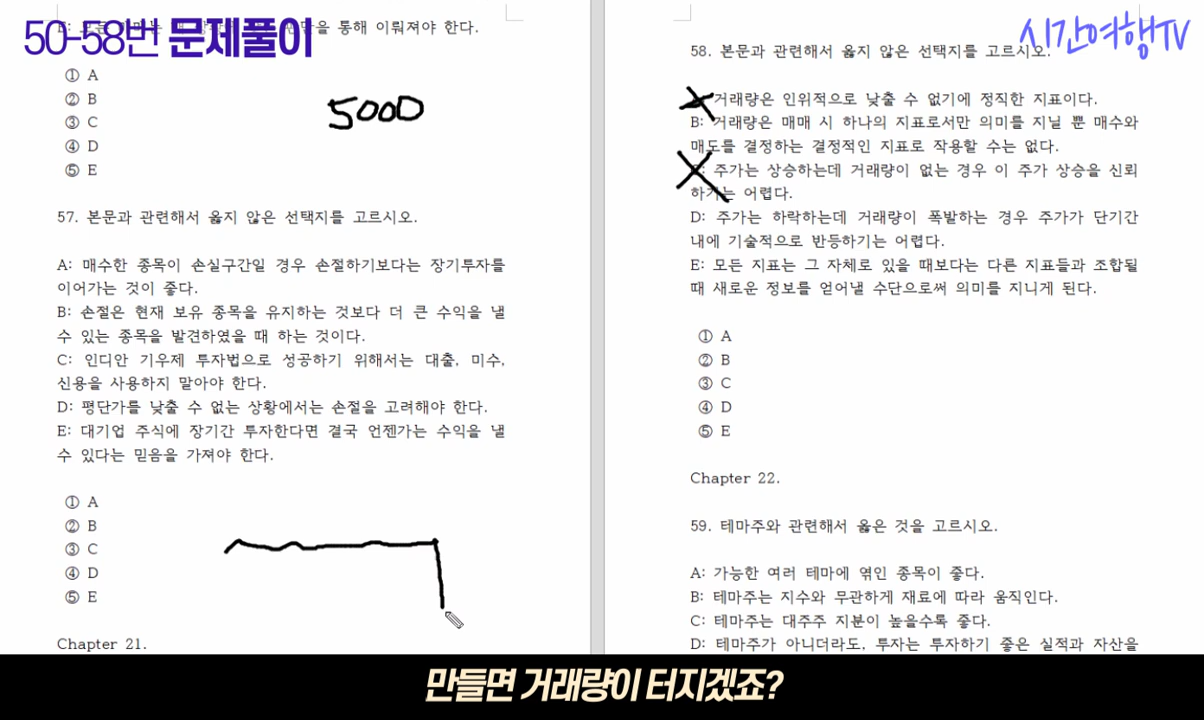 50-58번 문제풀이
시간여행TV
통해 이뤄져야 한다.
① A
② B
③ C
④ D
⑤ E
5000
57. 본문과 관련해서 옳지 않은 선택지를 고르시오.
A: 매수한 종목이 손실구간일 경우 손절하기보다는 장기투자를
이어가는 것이 좋다.
B: 손절은 현재 보유 종목을 유지하는 것보다 더 큰 수익을 낼
수 있는 종목을 발견하였을 때 하는 것이다.
C: 인디안 기우제 투자법으로 성공하기 위해서는 대출, 미수,
신용을 사용하지 말아야 한다.
D: 평단가를 낮출 수 없는 상황에서는 손절을 고려해야 한다.
E: 대기업 주식에 장기간 투자한다면 결국 언젠가는 수익을 낼
수 있다는 믿음을 가져야 한다.
① A
② B
③ C
④ D
⑤ E
Chapter 21.
58. 본문과 관련해서 옳지 않은 선택지를 고르시오.
거래량은 인위적으로 낮출 수 없기에 정직한 지표이다.
B: 거래량은 매매 시 하나의 지표로서만 의미를 지닐 뿐 매수와
매도를 결정하는 결정적인 지표로 작용할 수는 없다.
주가는 상승하는데 거래량이 없는 경우 이 주가 상승을 신뢰
하기는 어렵다.
D: 주가는 하락하는데 거래량이 폭발하는 경우 주가가 단기간
내에 기술적으로 반등하기는 어렵다.
E: 모든 지표는 그 자체로 있을 때보다는 다른 지표들과 조합될
때 새로운 정보를 얻어낼 수단으로써 의미를 지니게 된다.
① A
② B
③ C
④ D
⑤ E
Chapter 22.
59. 테마주와 관련해서 옳은 것을 고르시오.
A: 가능한 여러 테마에 엮인 종목이 좋다.
B: 테마주는 지수와 무관하게 재료에 따라 움직인다.
C: 테마주는 대주주 지분이 높을수록 좋다.
D: 테마주가 아니더라도, 투자는 투자하기 좋은 실적과 자산을
만들면 거래량이 터지겠죠?